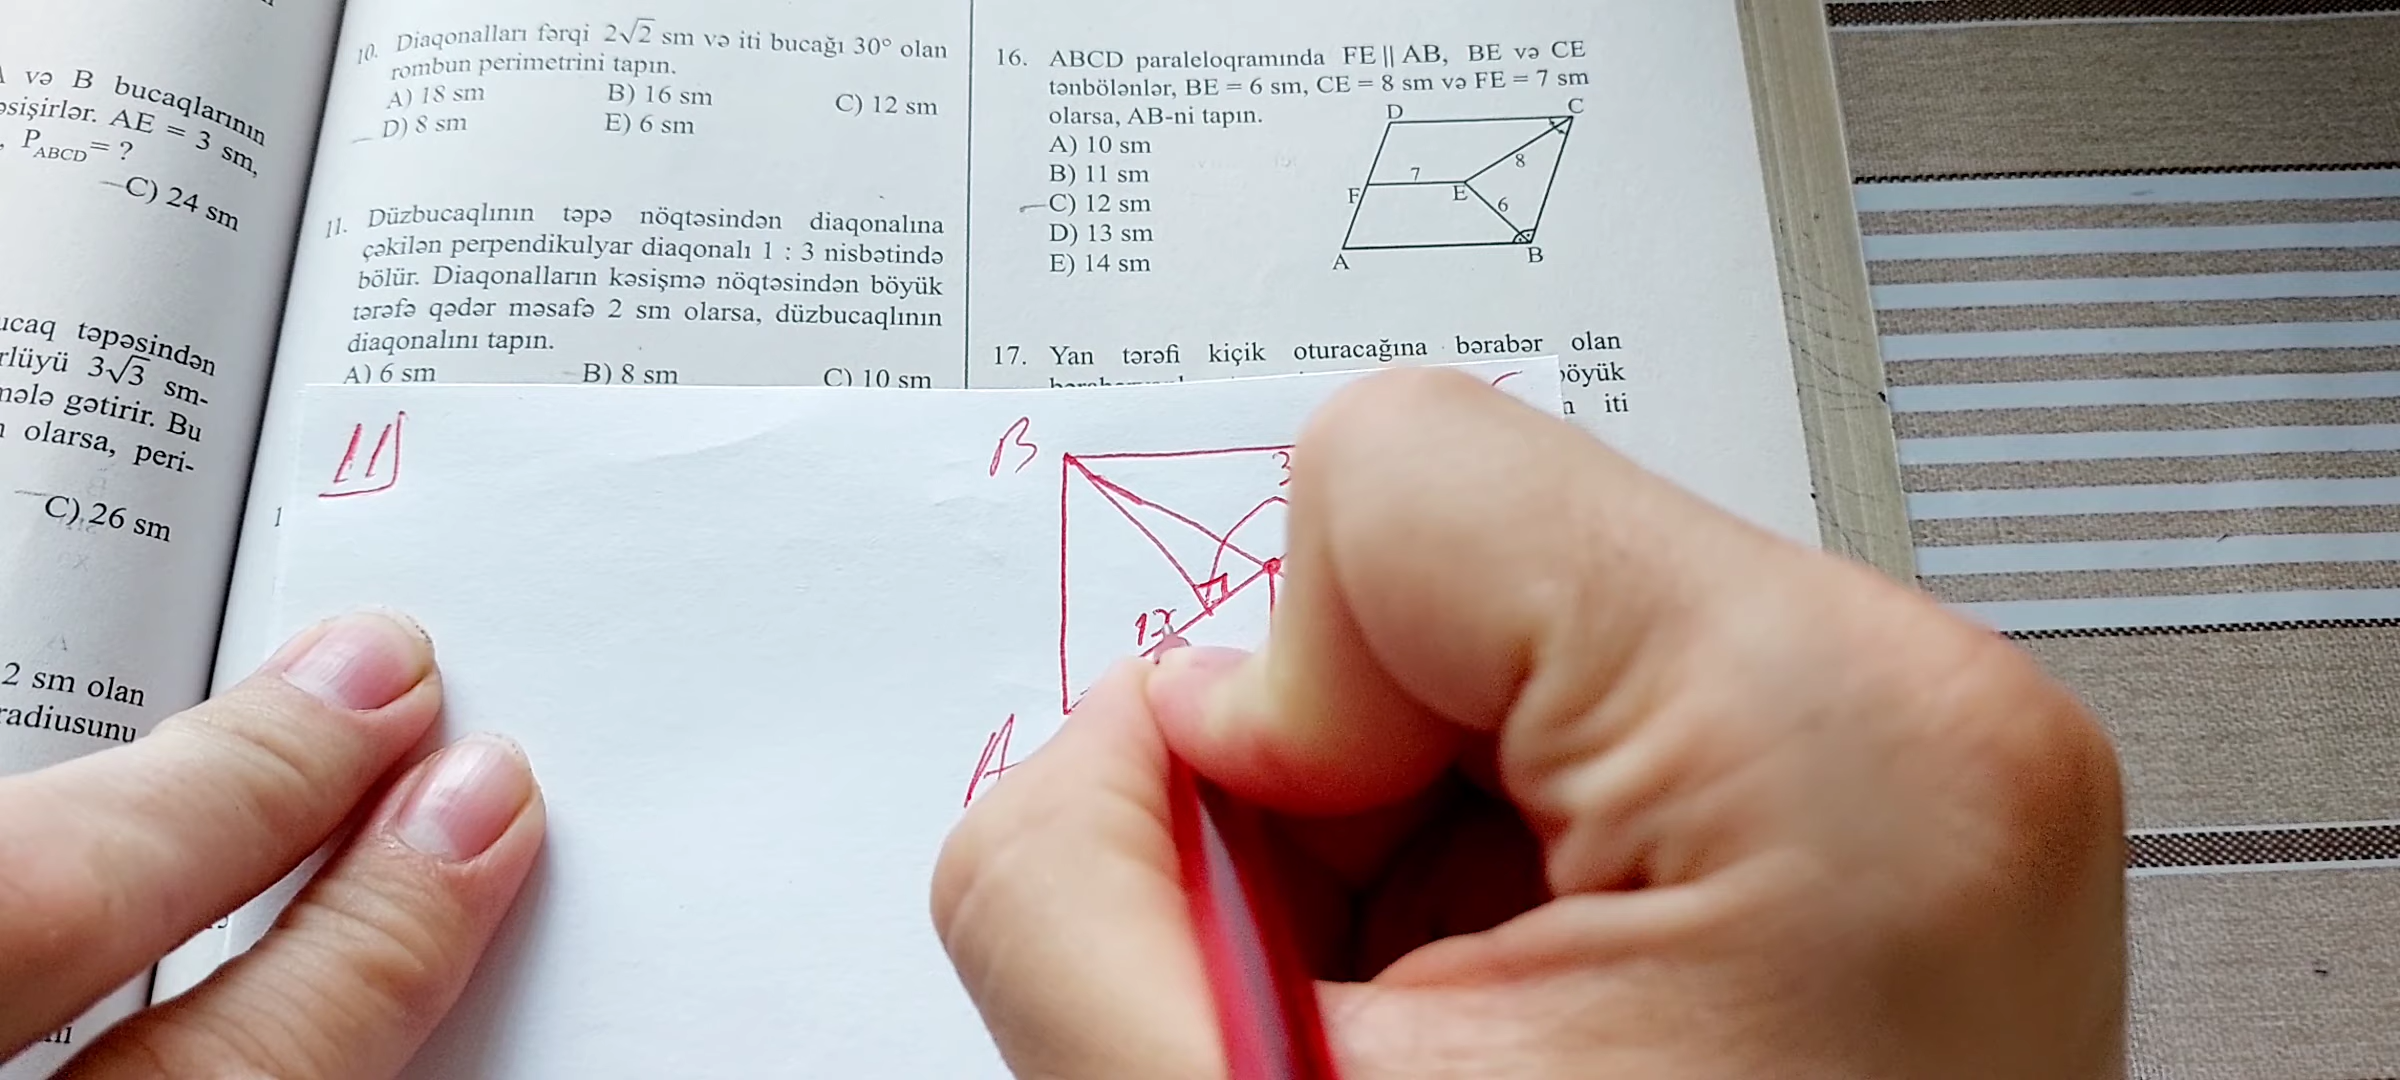 A və B bucaqlarının
AE = 3 sm,
P_ABCD = ?
C) 24 sm
bucaq təpəsindən
3√3 sm-
gətirir. Bu
olarsa, peri-
C) 26 sm
2 sm olan
radiusunu
10. Diaqonalları fərqi 2√2 sm və iti bucağı 30° olan
rombun perimetrini tapın.
A) 18 sm B) 16 sm C) 12 sm
D) 8 sm E) 6 sm
11. Düzbucaqlının təpə nöqtəsindən diaqonalına
çəkilən perpendikulyar diaqonalı 1 : 3 nisbətində
bölür. Diaqonalların kəsişmə nöqtəsindən böyük
tərəfə qədər məsafə 2 sm olarsa, düzbucaqlının
diaqonalını tapın.
A) 6 sm B) 8 sm C) 10 sm
1
16. ABCD paraleloqramında FE || AB, BE və CE
tənbölənlər, BE = 6 sm, CE = 8 sm və FE = 7 sm
olarsa, AB-ni tapın.
A) 10 sm
B) 11 sm
C) 12 sm
D) 13 sm
E) 14 sm
D C
8
7
F E
6
A B
17. Yan tərəfi kiçik oturacağına bərabər olan
böyük
iti
11
B
3
1x
A